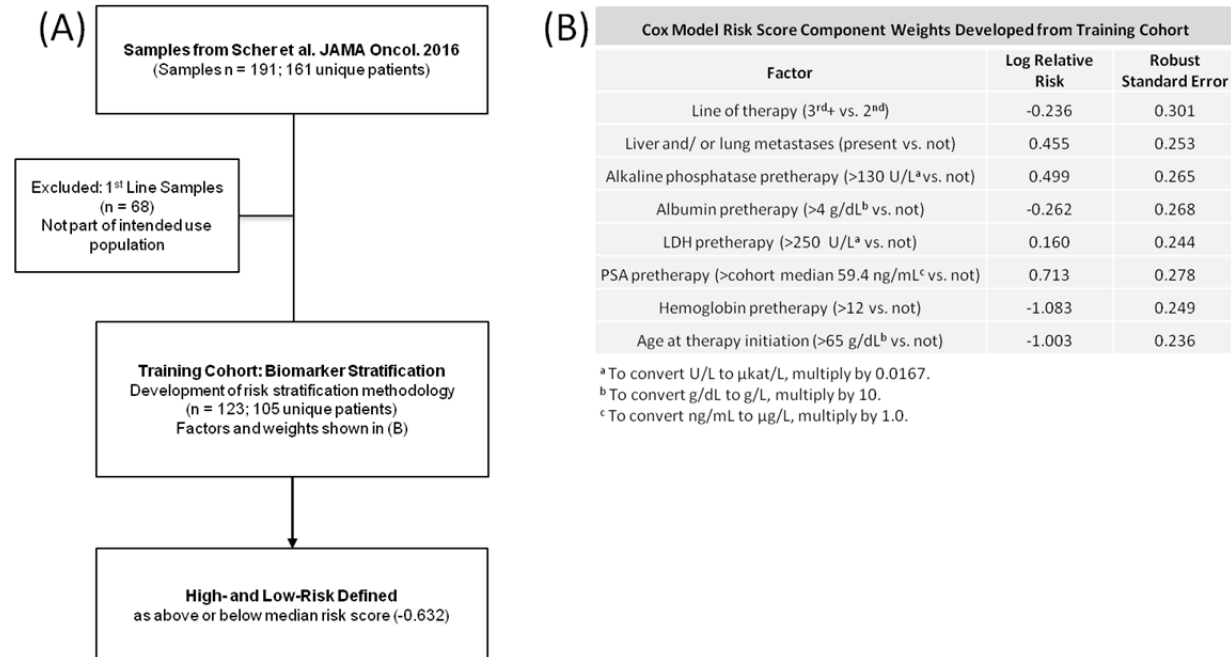 (A)
Samples from Scher et al. JAMA Oncol. 2016
(Samples n = 191; 161 unique patients)
Excluded: 1st Line Samples
(n = 68)
Not part of intended use
population
Training Cohort: Biomarker Stratification
Development of risk stratification methodology
(n = 123; 105 unique patients)
Factors and weights shown in (B)
High- and Low-Risk Defined
as above or below median risk score (-0.632)
(B)
Cox Model Risk Score Component Weights Developed from Training Cohort
Factor Log Relative Risk Robust Standard Error
Line of therapy (3rd+ vs. 2nd) -0.236 0.301
Liver and/ or lung metastases (present vs. not) 0.455 0.253
Alkaline phosphatase pretherapy (>130 U/La vs. not) 0.499 0.265
Albumin pretherapy (>4 g/dLb vs. not) -0.262 0.268
LDH pretherapy (>250 U/La vs. not) 0.160 0.244
PSA pretherapy (>cohort median 59.4 ng/mLc vs. not) 0.713 0.278
Hemoglobin pretherapy (>12 vs. not) -1.083 0.249
Age at therapy initiation (>65 g/dLb vs. not) -1.003 0.236
a To convert U/L to µkat/L, multiply by 0.0167.
b To convert g/dL to g/L, multiply by 10.
c To convert ng/mL to µg/L, multiply by 1.0.